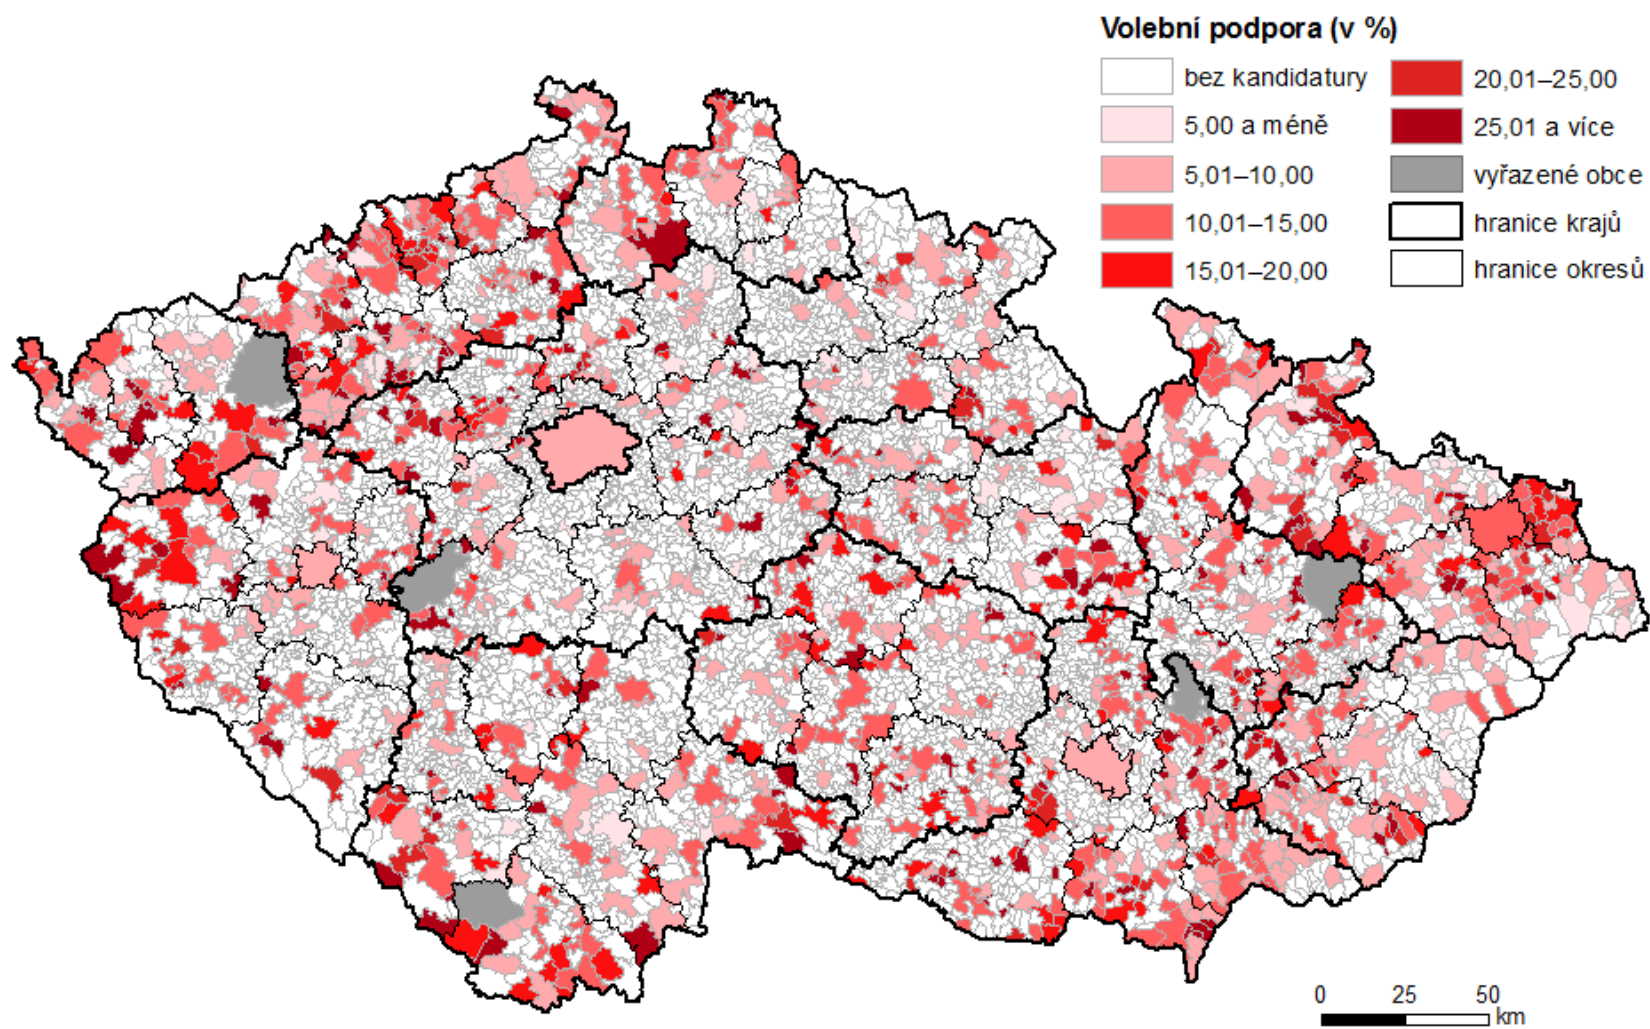 Volební podpora (v %)
bez kandidatury
5,00 a méně
5,01–10,00
10,01–15,00
15,01–20,00
20,01–25,00
25,01 a více
vyřazené obce
hranice krajů
hranice okresů
0 25 50
km